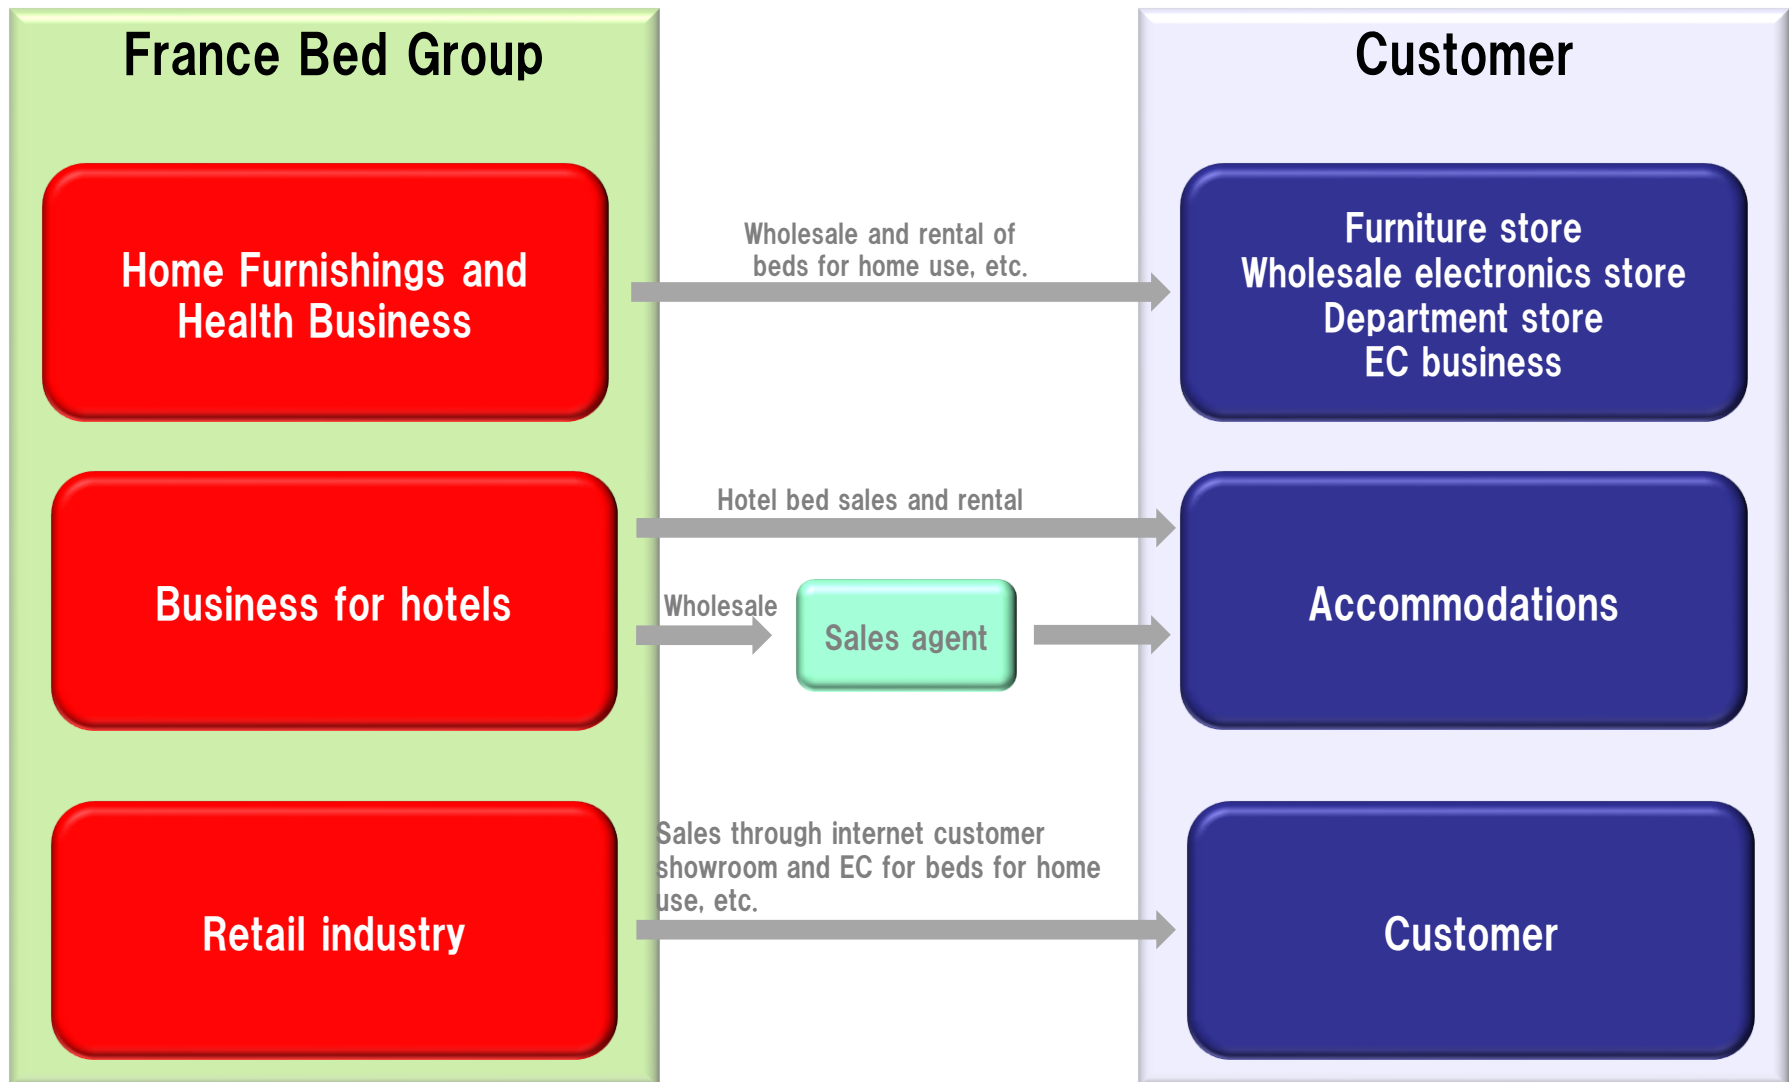 France Bed Group
Customer
Home Furnishings and
Health Business
Wholesale and rental of
beds for home use, etc.
Furniture store
Wholesale electronics store
Department store
EC business
Business for hotels
Hotel bed sales and rental
Wholesale
Sales agent
Accommodations
Retail industry
Sales through internet customer
showroom and EC for beds for home
use, etc.
Customer